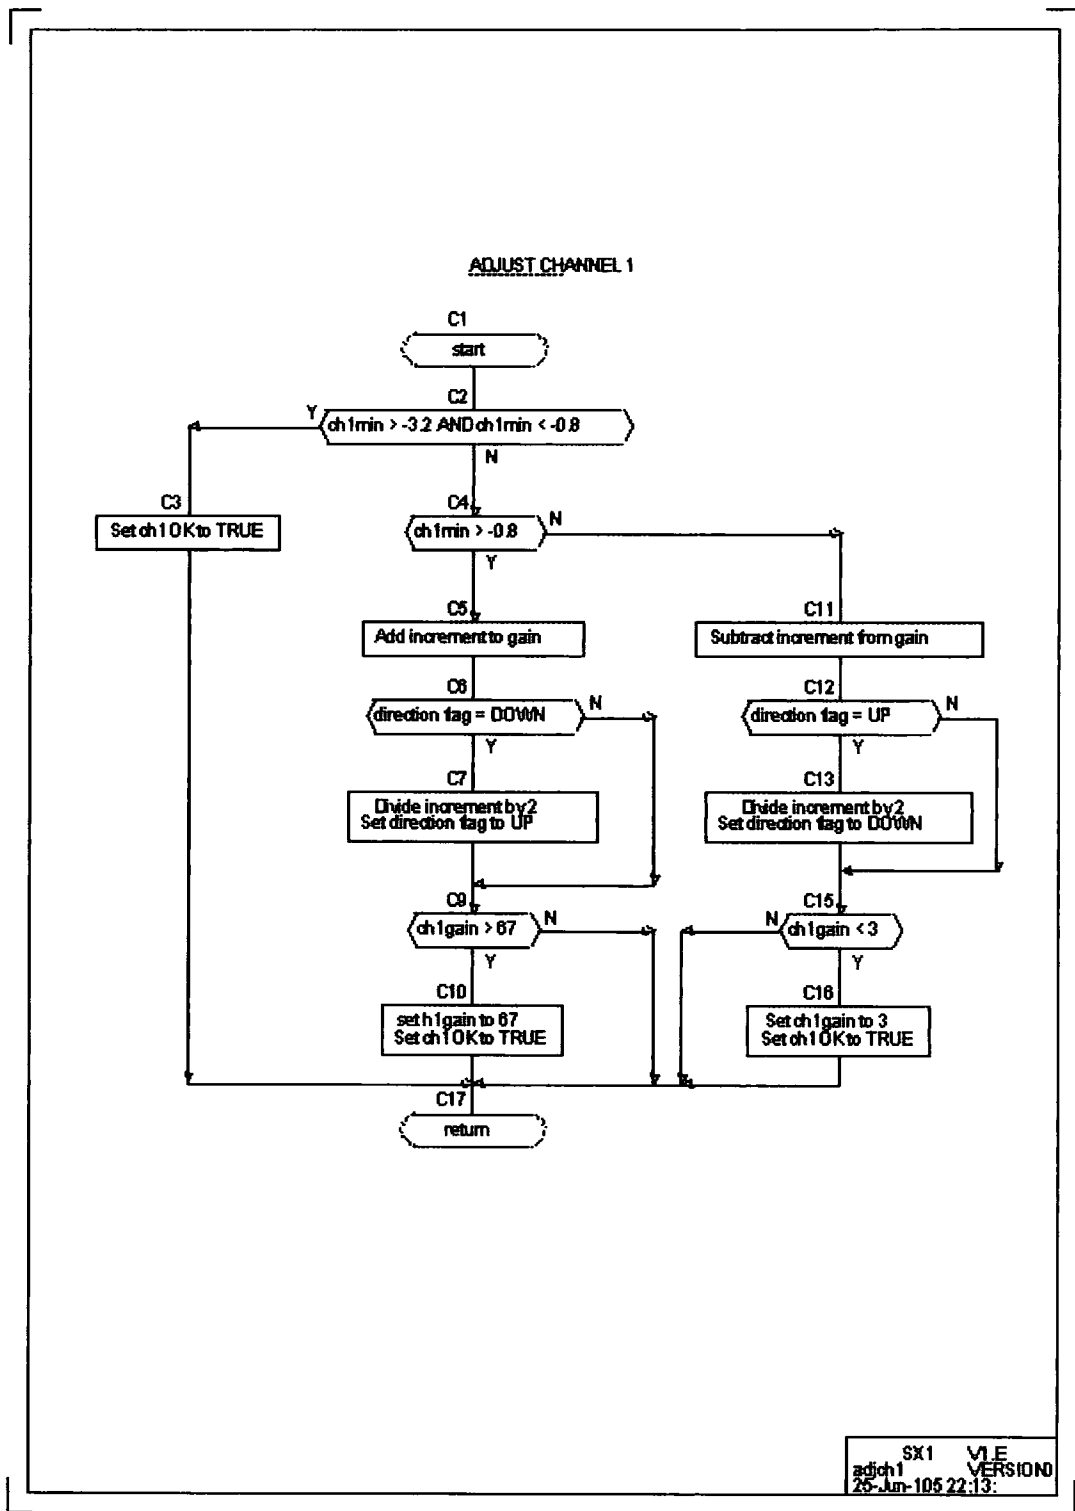 ADJUST CHANNEL 1
C1
start
C2
Y
ch1min > -3.2 AND ch1min < -0.8
N
C3
Set ch1OK to TRUE
C4
ch1min > -0.8
N
Y
C5
Add increment to gain
C11
Subtract increment from gain
C6
direction flag = DOWN
N
Y
C12
direction flag = UP
N
Y
C7
Divide increment by 2
Set direction flag to UP
C13
Divide increment by 2
Set direction flag to DOWN
C9
ch1gain > 67
N
Y
C15
N
ch1gain < 3
Y
C10
set h1gain to 67
Set ch1OK to TRUE
C16
Set ch1gain to 3
Set ch1OK to TRUE
C17
return
SX1 V1.E
adjch1 VERSION0
25-Jun-105 22:13: